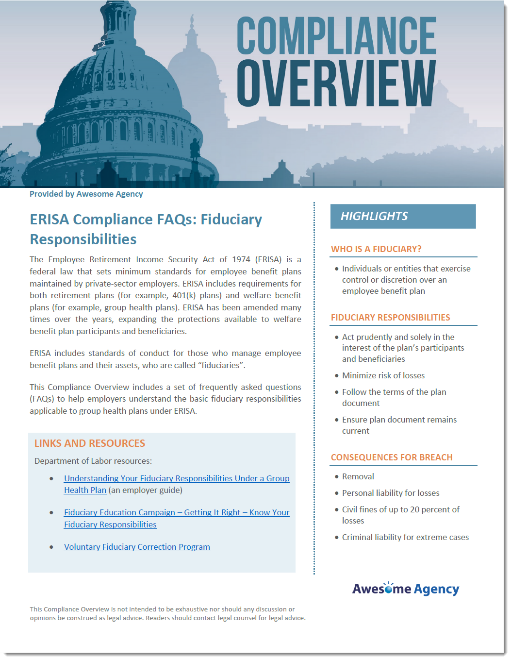 COMPLIANCE
OVERVIEW
Provided by Awesome Agency
ERISA Compliance FAQs: Fiduciary
Responsibilities
The Employee Retirement Income Security Act of 1974 (ERISA) is a
federal law that sets minimum standards for employee benefit plans
maintained by private-sector employers. ERISA includes requirements for
both retirement plans (for example, 401(k) plans) and welfare benefit
plans (for example, group health plans). ERISA has been amended many
times over the years, expanding the protections available to welfare
benefit plan participants and beneficiaries.
ERISA includes standards of conduct for those who manage employee
benefit plans and their assets, who are called “fiduciaries”.
This Compliance Overview includes a set of frequently asked questions
(FAQs) to help employers understand the basic fiduciary responsibilities
applicable to group health plans under ERISA.
LINKS AND RESOURCES
Department of Labor resources:
• Understanding Your Fiduciary Responsibilities Under a Group
Health Plan (an employer guide)
• Fiduciary Education Campaign – Getting It Right – Know Your
Fiduciary Responsibilities
• Voluntary Fiduciary Correction Program
HIGHLIGHTS
WHO IS A FIDUCIARY?
• Individuals or entities that exercise
control or discretion over an
employee benefit plan
FIDUCIARY RESPONSIBILITIES
• Act prudently and solely in the
interest of the plan's participants
and beneficiaries
• Minimize risk of losses
• Follow the terms of the plan
document
• Ensure plan document remains
current
CONSEQUENCES FOR BREACH
• Removal
• Personal liability for losses
• Civil fines of up to 20 percent of
losses
• Criminal liability for extreme cases
Awesome Agency
This Compliance Overview is not intended to be exhaustive nor should any discussion or
opinions be construed as legal advice. Readers should contact legal counsel for legal advice.